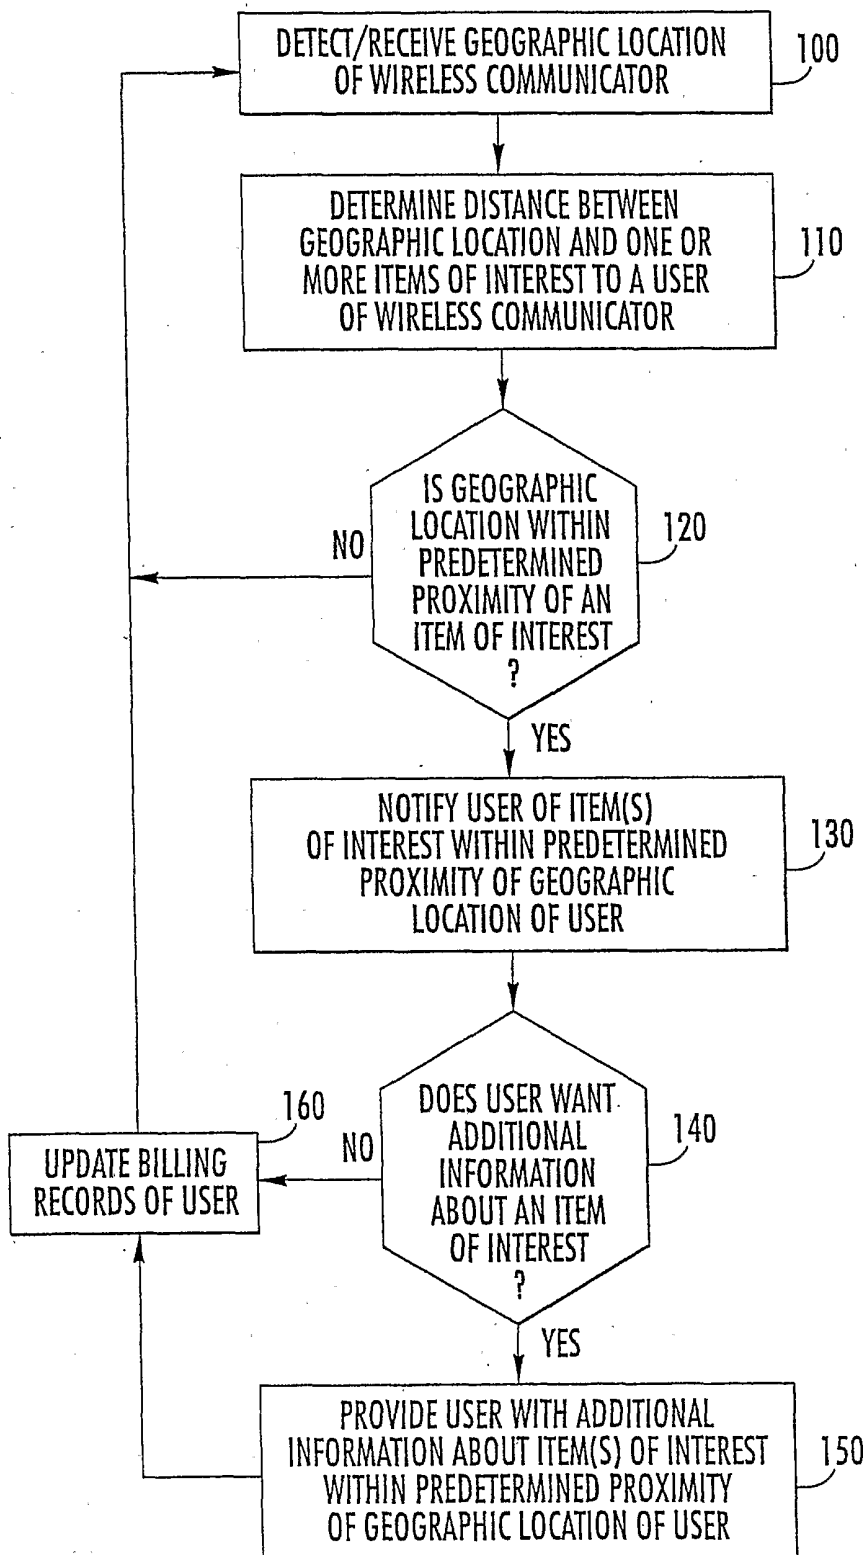 DETECT/RECEIVE GEOGRAPHIC LOCATION
OF WIRELESS COMMUNICATOR
100
DETERMINE DISTANCE BETWEEN
GEOGRAPHIC LOCATION AND ONE OR
MORE ITEMS OF INTEREST TO A USER
OF WIRELESS COMMUNICATOR
110
IS GEOGRAPHIC
LOCATION WITHIN
PREDETERMINED
PROXIMITY OF AN
ITEM OF INTEREST
?
120
NO
YES
NOTIFY USER OF ITEM(S)
OF INTEREST WITHIN PREDETERMINED
PROXIMITY OF GEOGRAPHIC
LOCATION OF USER
130
DOES USER WANT
ADDITIONAL
INFORMATION
ABOUT AN ITEM
OF INTEREST
?
140
NO
160
UPDATE BILLING
RECORDS OF USER
YES
PROVIDE USER WITH ADDITIONAL
INFORMATION ABOUT ITEM(S) OF INTEREST
WITHIN PREDETERMINED PROXIMITY
OF GEOGRAPHIC LOCATION OF USER
150